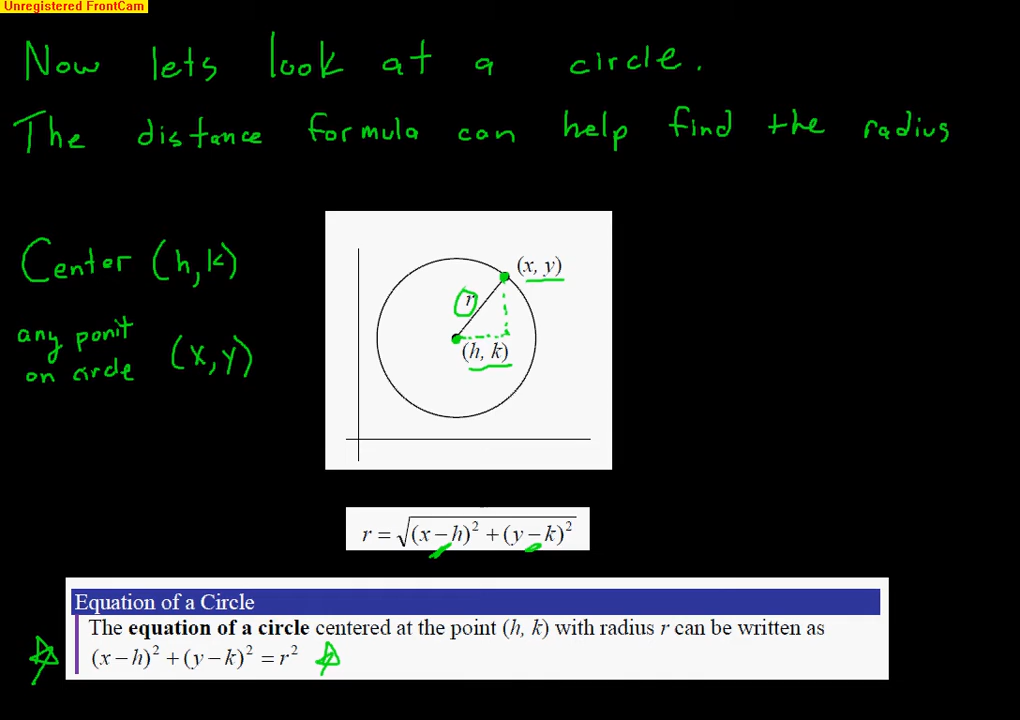 Unregistered FrontCam
Now lets look at a circle.
The distance formula can help find the radius
Center (h, k)
any ponit
on circle (x, y)
(x, y)
r
(h, k)
r = √(x – h)² + (y – k)²
Equation of a Circle
The equation of a circle centered at the point (h, k) with radius r can be written as
(x – h)² + (y – k)² = r²